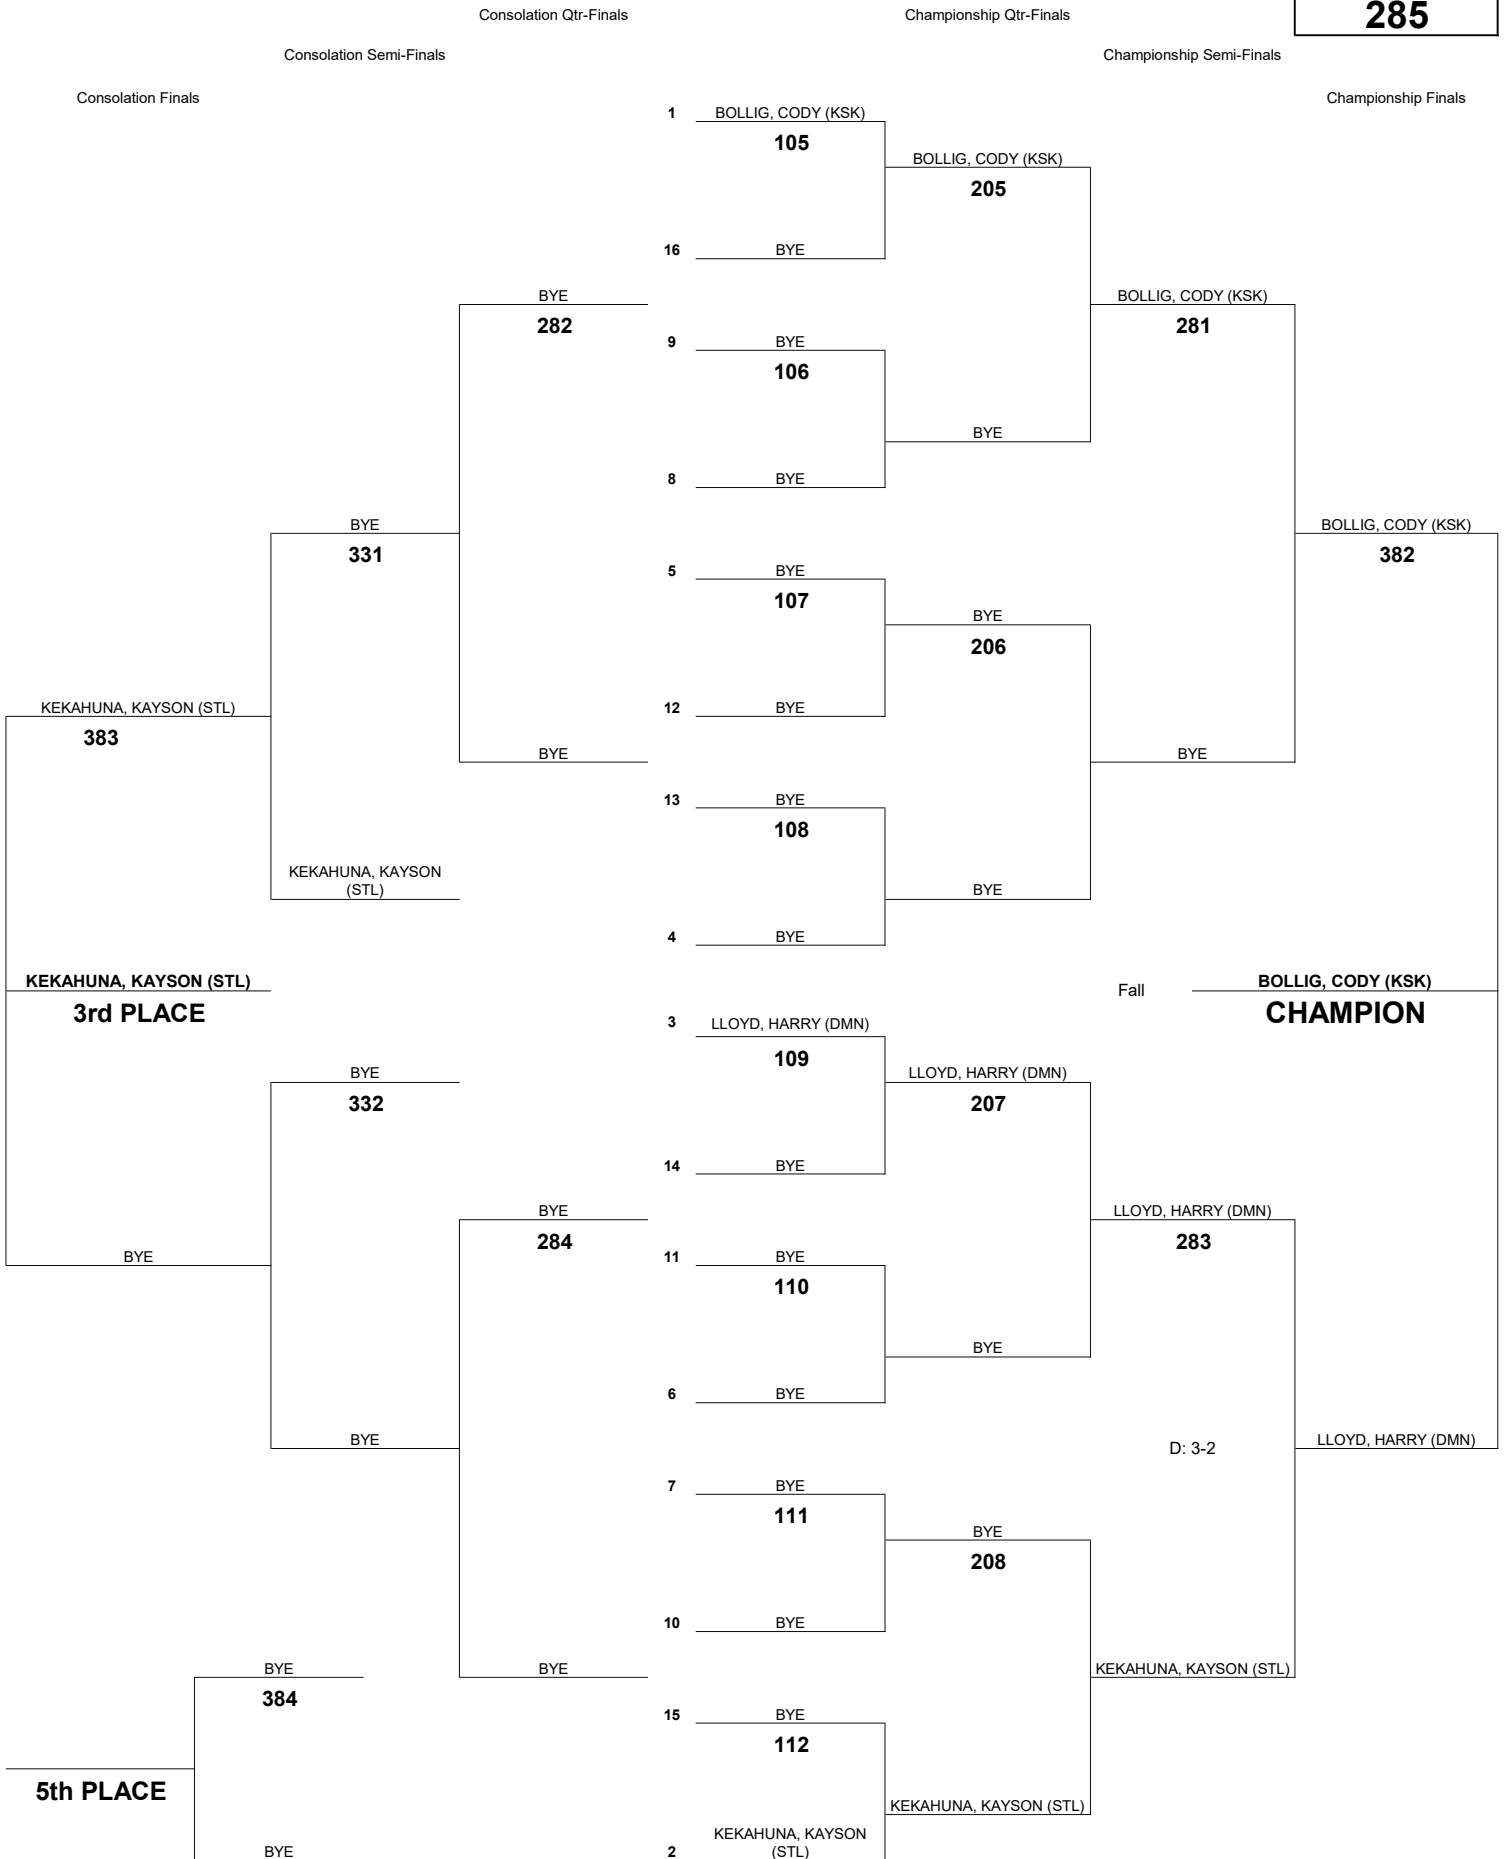 Consolation Qtr-Finals
Championship Qtr-Finals
285
Consolation Semi-Finals
Championship Semi-Finals
Consolation Finals
Championship Finals
1 BOLLIG, CODY (KSK)
105
BOLLIG, CODY (KSK)
205
16 BYE
BYE
BOLLIG, CODY (KSK)
282
281
9 BYE
106
BYE
8 BYE
BYE
BOLLIG, CODY (KSK)
331
382
5 BYE
107
BYE
206
KEKAHUNA, KAYSON (STL)
12 BYE
383
BYE
BYE
13 BYE
108
KEKAHUNA, KAYSON
(STL)
BYE
4 BYE
KEKAHUNA, KAYSON (STL)
Fall
BOLLIG, CODY (KSK)
3rd PLACE
CHAMPION
3 LLOYD, HARRY (DMN)
109
BYE
LLOYD, HARRY (DMN)
332
207
14 BYE
BYE
LLOYD, HARRY (DMN)
284
283
BYE
11 BYE
110
BYE
6 BYE
BYE
D: 3-2
LLOYD, HARRY (DMN)
7 BYE
111
BYE
208
10 BYE
BYE
BYE
KEKAHUNA, KAYSON (STL)
384
15 BYE
112
5th PLACE
KEKAHUNA, KAYSON (STL)
BYE
2 KEKAHUNA, KAYSON
(STL)